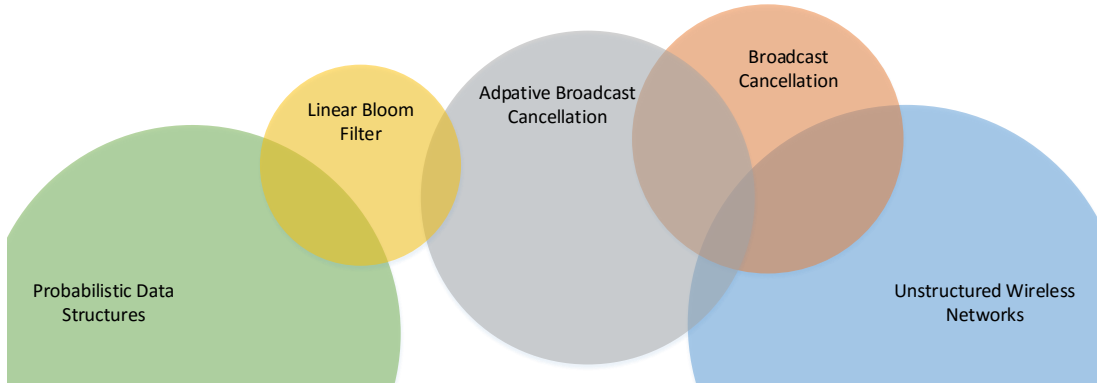 Linear Bloom
Filter
Adpative Broadcast
Cancellation
Broadcast
Cancellation
Probabilistic Data
Structures
Unstructured Wireless
Networks